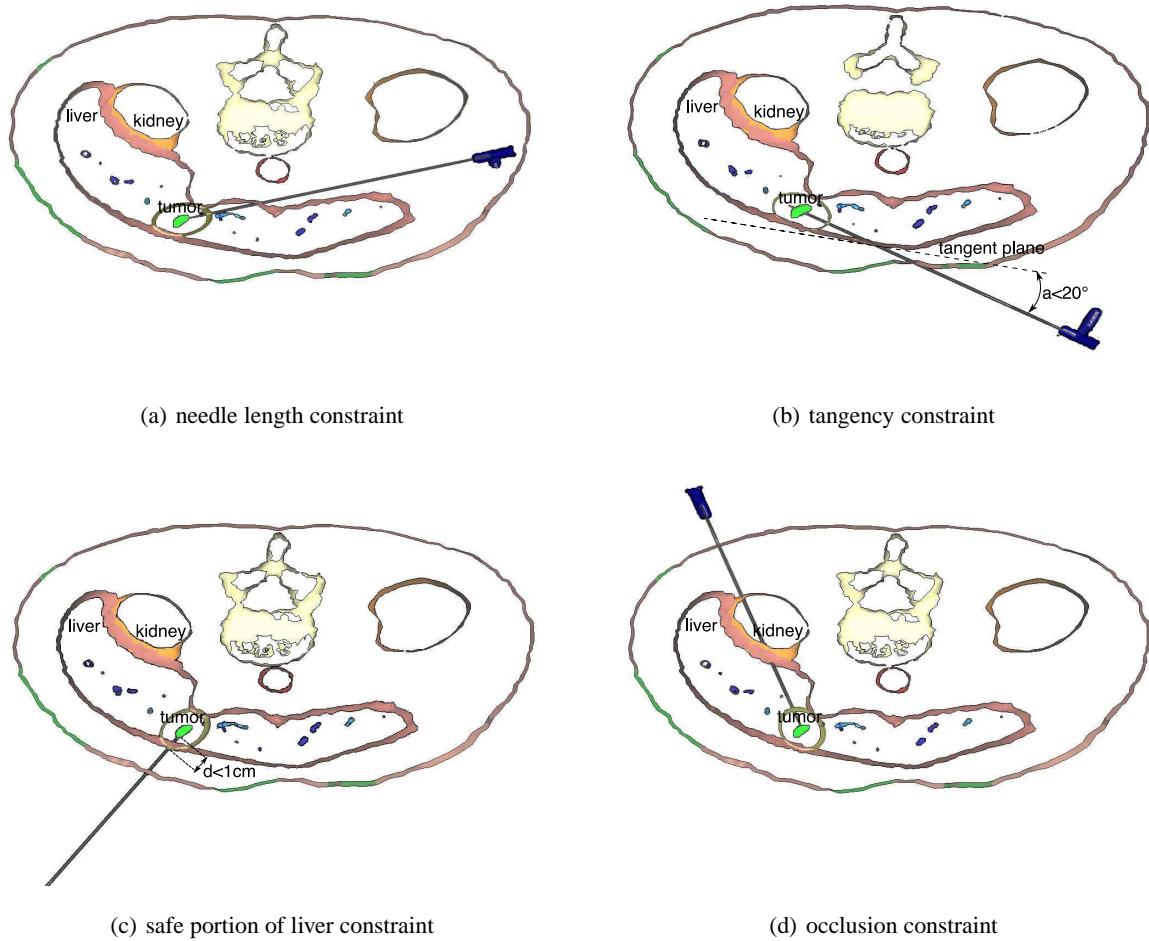 liver
kidney
tumor
(a) needle length constraint
liver
kidney
tumor
tangent plane
a<20°
(b) tangency constraint
liver
kidney
tumor
d<1cm
(c) safe portion of liver constraint
liver
kidney
tumor
(d) occlusion constraint